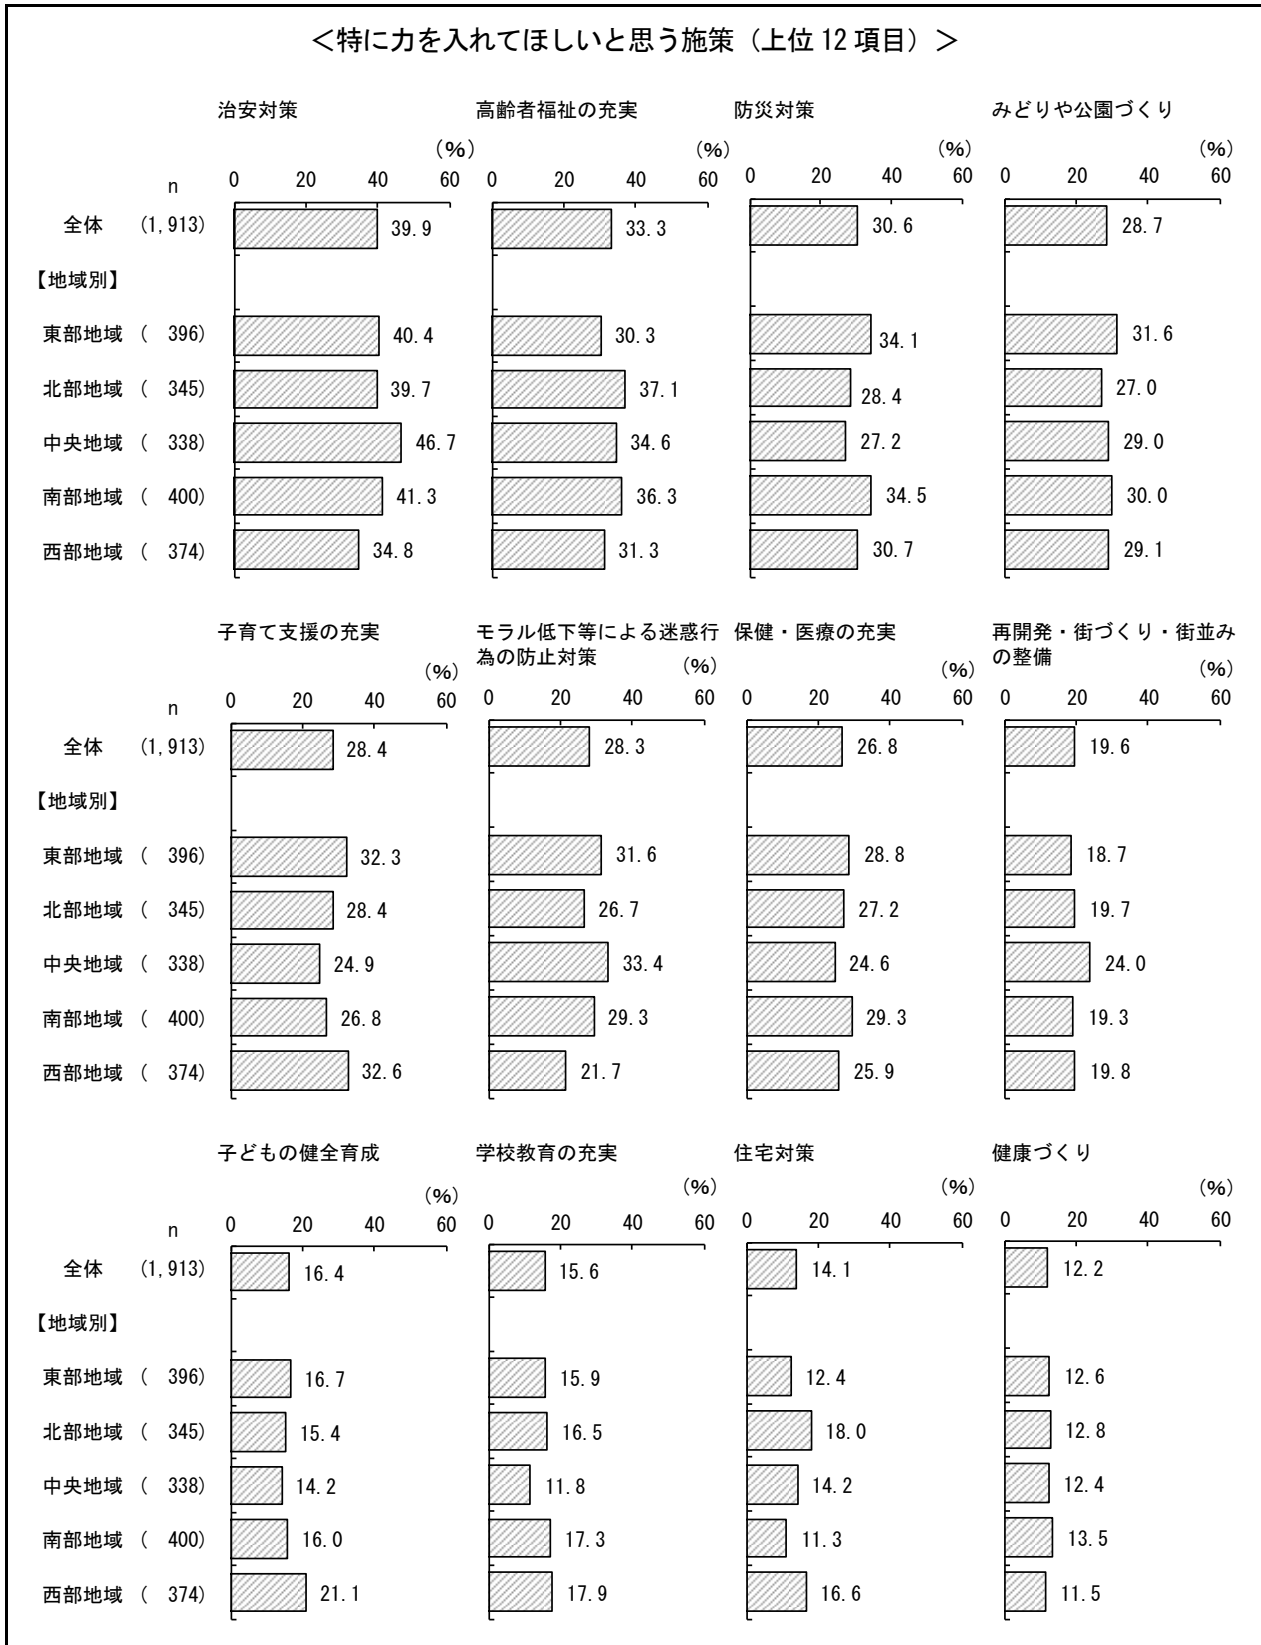 ＜特に力を入れてほしいと思う施策（上位12項目）＞
治安対策 高齢者福祉の充実 防災対策 みどりや公園づくり
（%） （%） （%） （%）
n 0 20 40 60 0 20 40 60 0 20 40 60 0 20 40 60
全体 (1,913) 39.9 33.3 30.6 28.7
【地域別】
東部地域 ( 396) 40.4 30.3 34.1 31.6
北部地域 ( 345) 39.7 37.1 28.4 27.0
中央地域 ( 338) 46.7 34.6 27.2 29.0
南部地域 ( 400) 41.3 36.3 34.5 30.0
西部地域 ( 374) 34.8 31.3 30.7 29.1
子育て支援の充実 モラル低下等による迷惑行 保健・医療の充実 再開発・街づくり・街並み
為の防止対策 の整備
（%） （%） （%） （%）
n 0 20 40 60 0 20 40 60 0 20 40 60 0 20 40 60
全体 (1,913) 28.4 28.3 26.8 19.6
【地域別】
東部地域 ( 396) 32.3 31.6 28.8 18.7
北部地域 ( 345) 28.4 26.7 27.2 19.7
中央地域 ( 338) 24.9 33.4 24.6 24.0
南部地域 ( 400) 26.8 29.3 29.3 19.3
西部地域 ( 374) 32.6 21.7 25.9 19.8
子どもの健全育成 学校教育の充実 住宅対策 健康づくり
（%） （%） （%） （%）
n 0 20 40 60 0 20 40 60 0 20 40 60 0 20 40 60
全体 (1,913) 16.4 15.6 14.1 12.2
【地域別】
東部地域 ( 396) 16.7 15.9 12.4 12.6
北部地域 ( 345) 15.4 16.5 18.0 12.8
中央地域 ( 338) 14.2 11.8 14.2 12.4
南部地域 ( 400) 16.0 17.3 11.3 13.5
西部地域 ( 374) 21.1 17.9 16.6 11.5